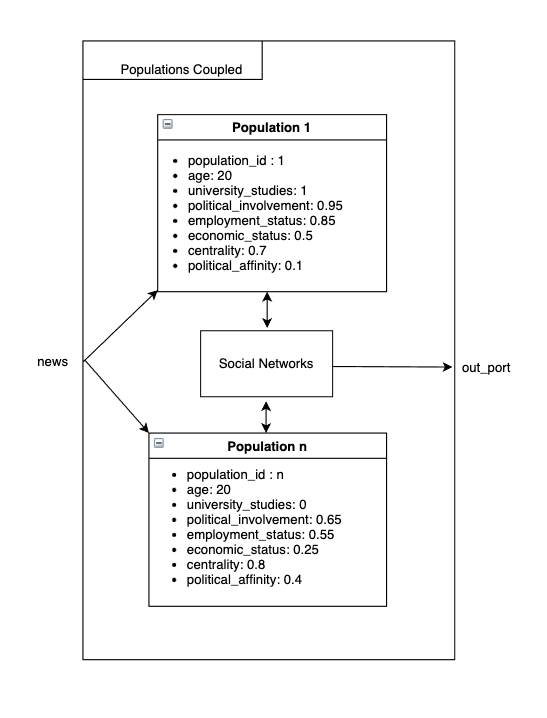 Populations Coupled
Population 1
• population_id : 1
• age: 20
• university_studies: 1
• political_involvement: 0.95
• employment_status: 0.85
• economic_status: 0.5
• centrality: 0.7
• political_affinity: 0.1
news
Social Networks
out_port
Population n
• population_id : n
• age: 20
• university_studies: 0
• political_involvement: 0.65
• employment_status: 0.55
• economic_status: 0.25
• centrality: 0.8
• political_affinity: 0.4